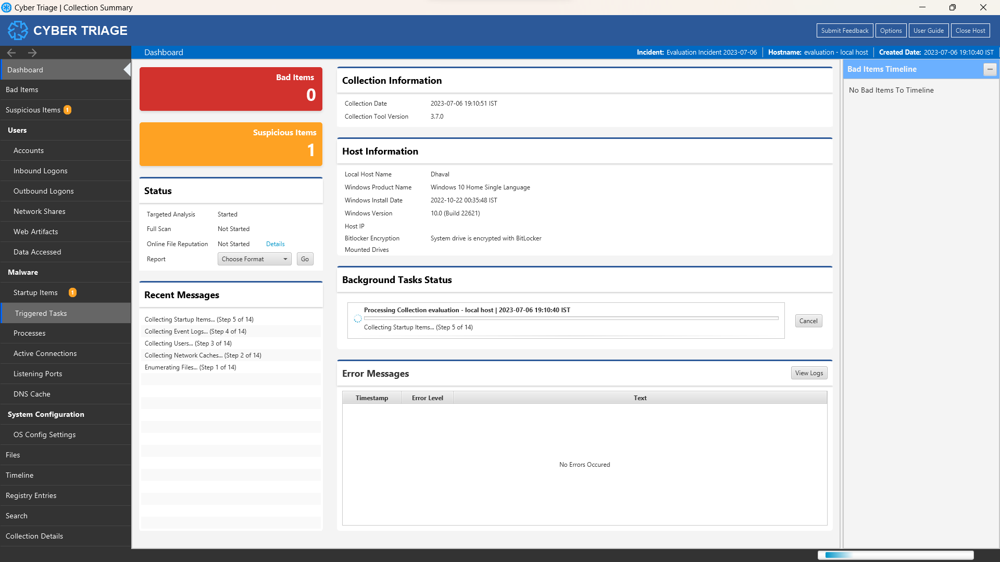 Cyber Triage | Collection Summary
CYBER TRIAGE
Submit Feedback
Options
User Guide
Close Host
Dashboard
Incident: Evaluation Incident 2023-07-06
Hostname: evaluation - local host
Created Date: 2023-07-06 19:10:40 IST
Dashboard
Bad Items
Suspicious Items 1
Users
Accounts
Inbound Logons
Outbound Logons
Network Shares
Web Artifacts
Data Accessed
Malware
Startup Items 1
Triggered Tasks
Processes
Active Connections
Listening Ports
DNS Cache
System Configuration
OS Config Settings
Files
Timeline
Registry Entries
Search
Collection Details
Bad Items
0
Suspicious Items
1
Status
Targeted Analysis Started
Full Scan Not Started
Online File Reputation Not Started Details
Report Choose Format Go
Recent Messages
Collecting Startup Items... (Step 5 of 14)
Collecting Event Logs... (Step 4 of 14)
Collecting Users... (Step 3 of 14)
Collecting Network Caches... (Step 2 of 14)
Enumerating Files... (Step 1 of 14)
Collection Information
Collection Date 2023-07-06 19:10:51 IST
Collection Tool Version 3.7.0
Host Information
Local Host Name Dhaval
Windows Product Name Windows 10 Home Single Language
Windows Install Date 2022-10-22 00:35:48 IST
Windows Version 10.0 (Build 22621)
Host IP
Bitlocker Encryption System drive is encrypted with BitLocker
Mounted Drives
Background Tasks Status
Processing Collection evaluation - local host | 2023-07-06 19:10:40 IST
Collecting Startup Items... (Step 5 of 14)
Cancel
Error Messages
View Logs
Timestamp Error Level Text
No Errors Occured
Bad Items Timeline
No Bad Items To Timeline